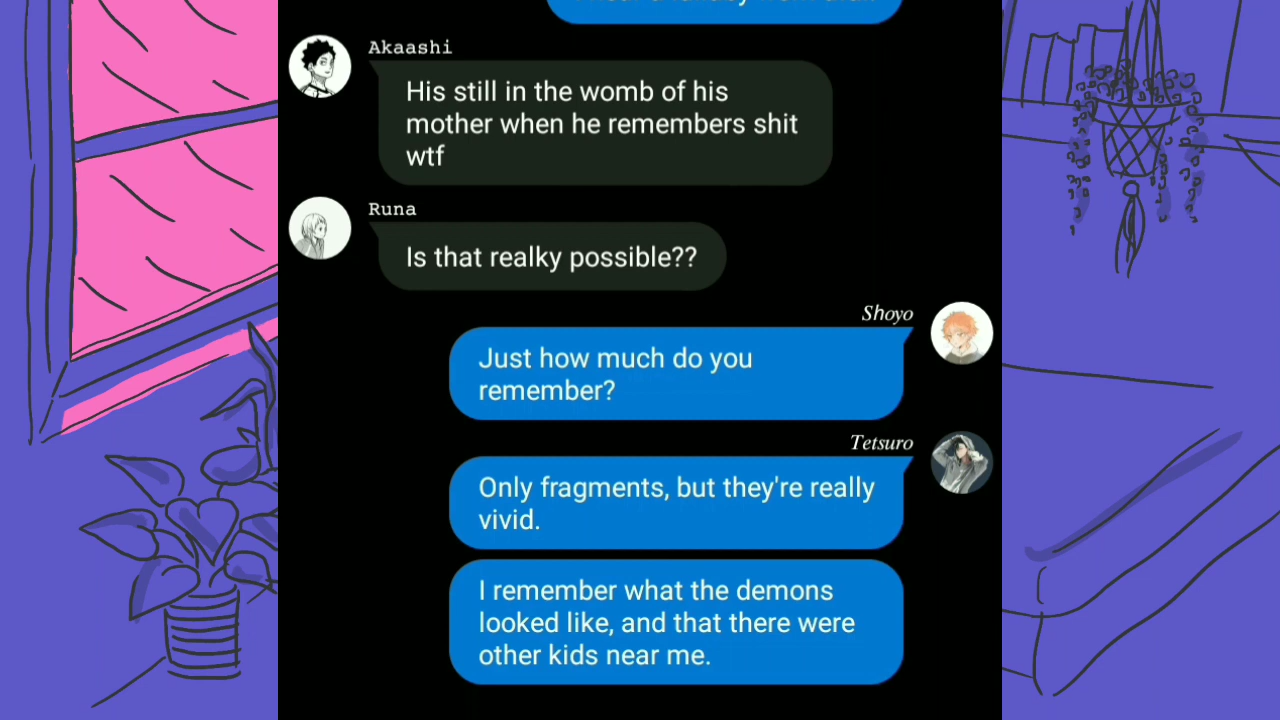 Akaashi
His still in the womb of his
mother when he remembers shit
wtf
Runa
Is that realky possible??
Shoyo
Just how much do you
remember?
Tetsuro
Only fragments, but they're really
vivid.
I remember what the demons
looked like, and that there were
other kids near me.